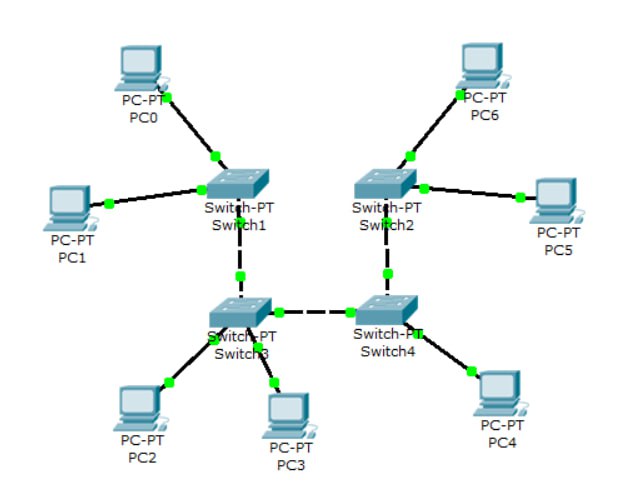 PC-PT
PC0
PC-PT
PC6
Switch-PT
Switch1
Switch-PT
Switch2
PC-PT
PC1
PC-PT
PC5
Switch-PT
Switch3
Switch-PT
Switch4
PC-PT
PC2
PC-PT
PC3
PC-PT
PC4